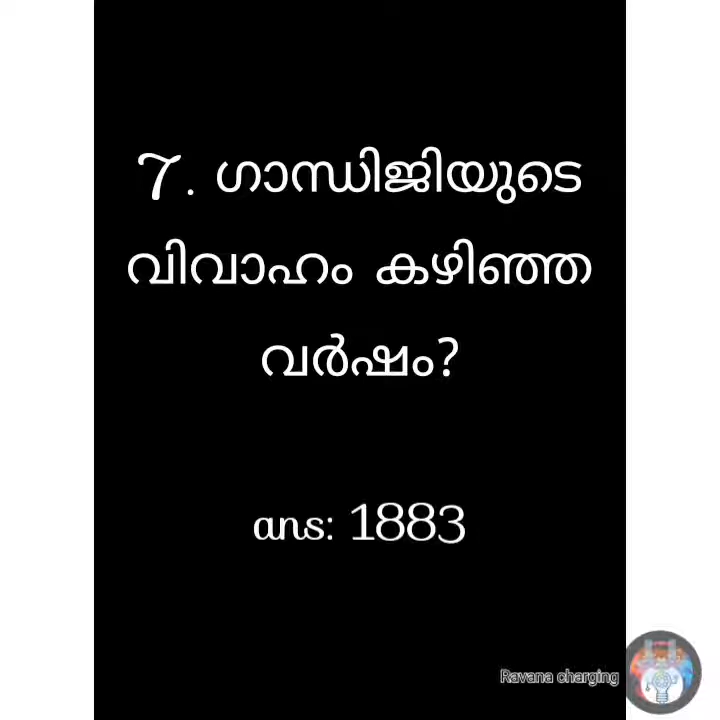 7. ഗാന്ധിജിയുടെ
വിവാഹം കഴിഞ്ഞ
വർഷം?
ans: 1883
Ravana charging